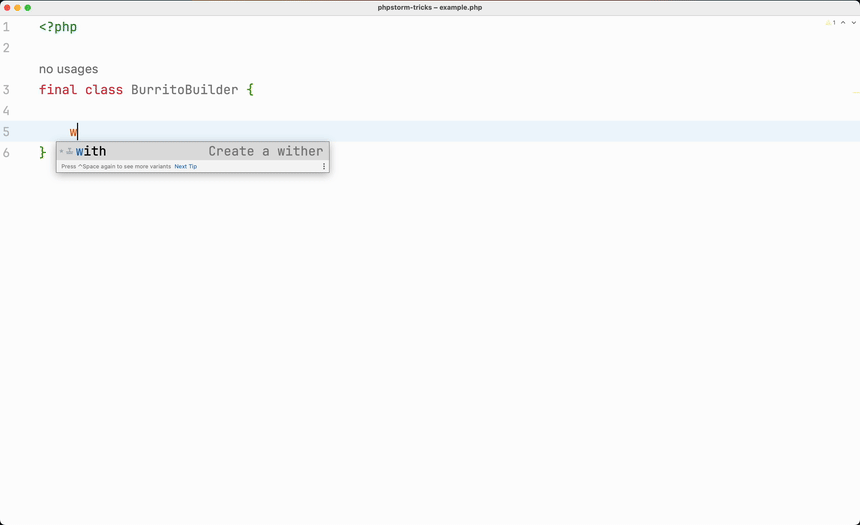 phpstorm-tricks – example.php
1 <?php
1
2
no usages
3 final class BurritoBuilder {
4
5 w
with Create a wither
Press ^Space again to see more variants Next Tip
6 }